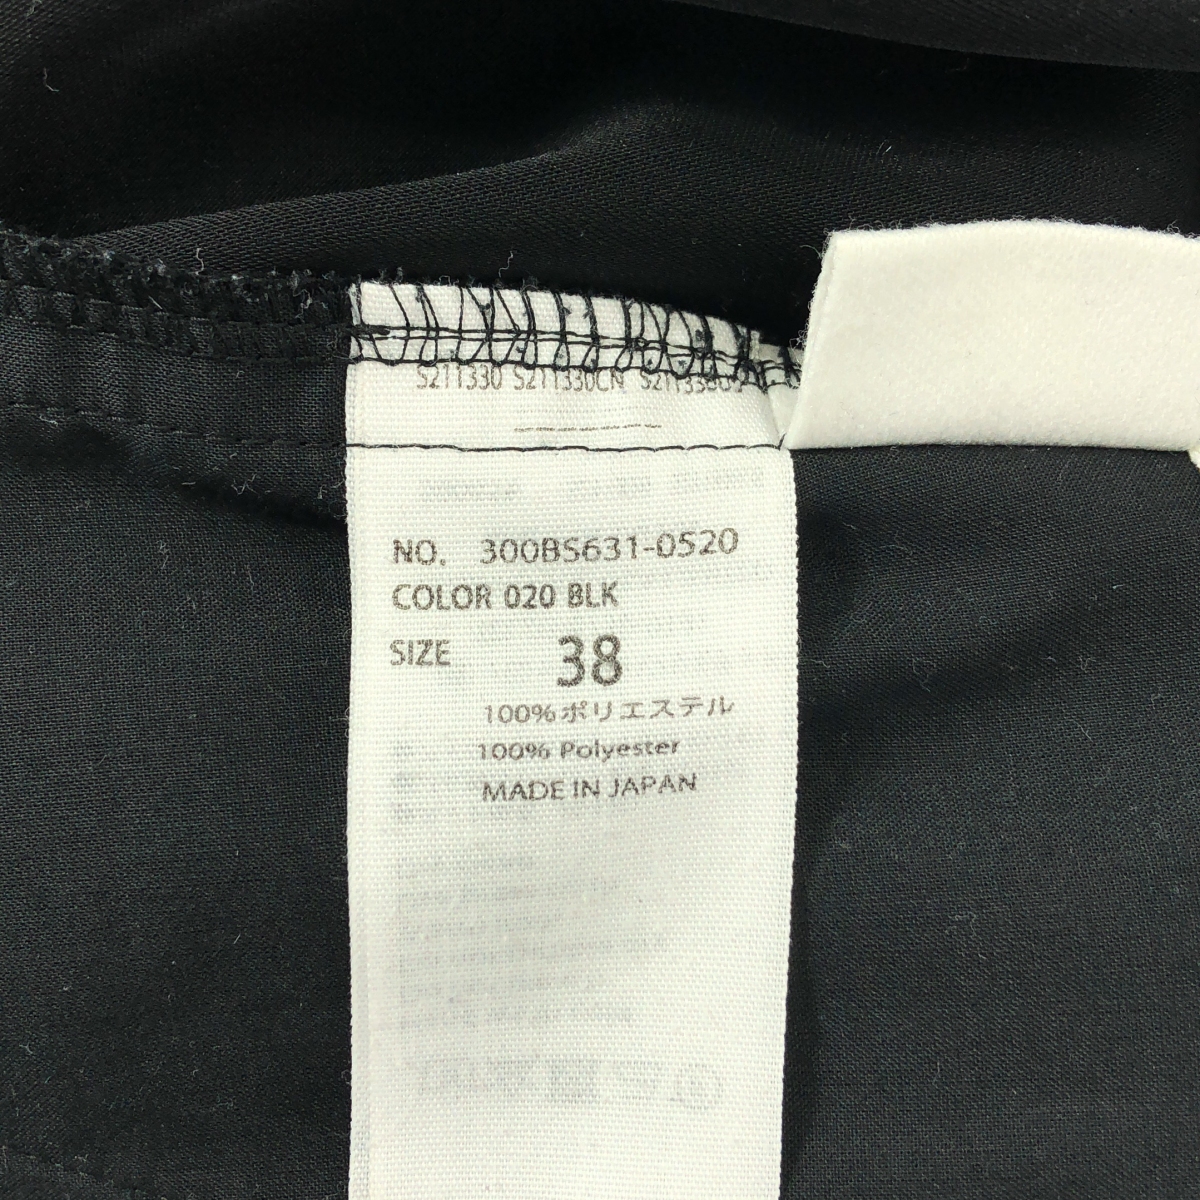 S211330 S211330CN
NO. 300BS631-0520
COLOR 020 BLK
SIZE 38
100%ポリエステル
100% Polyester
MADE IN JAPAN